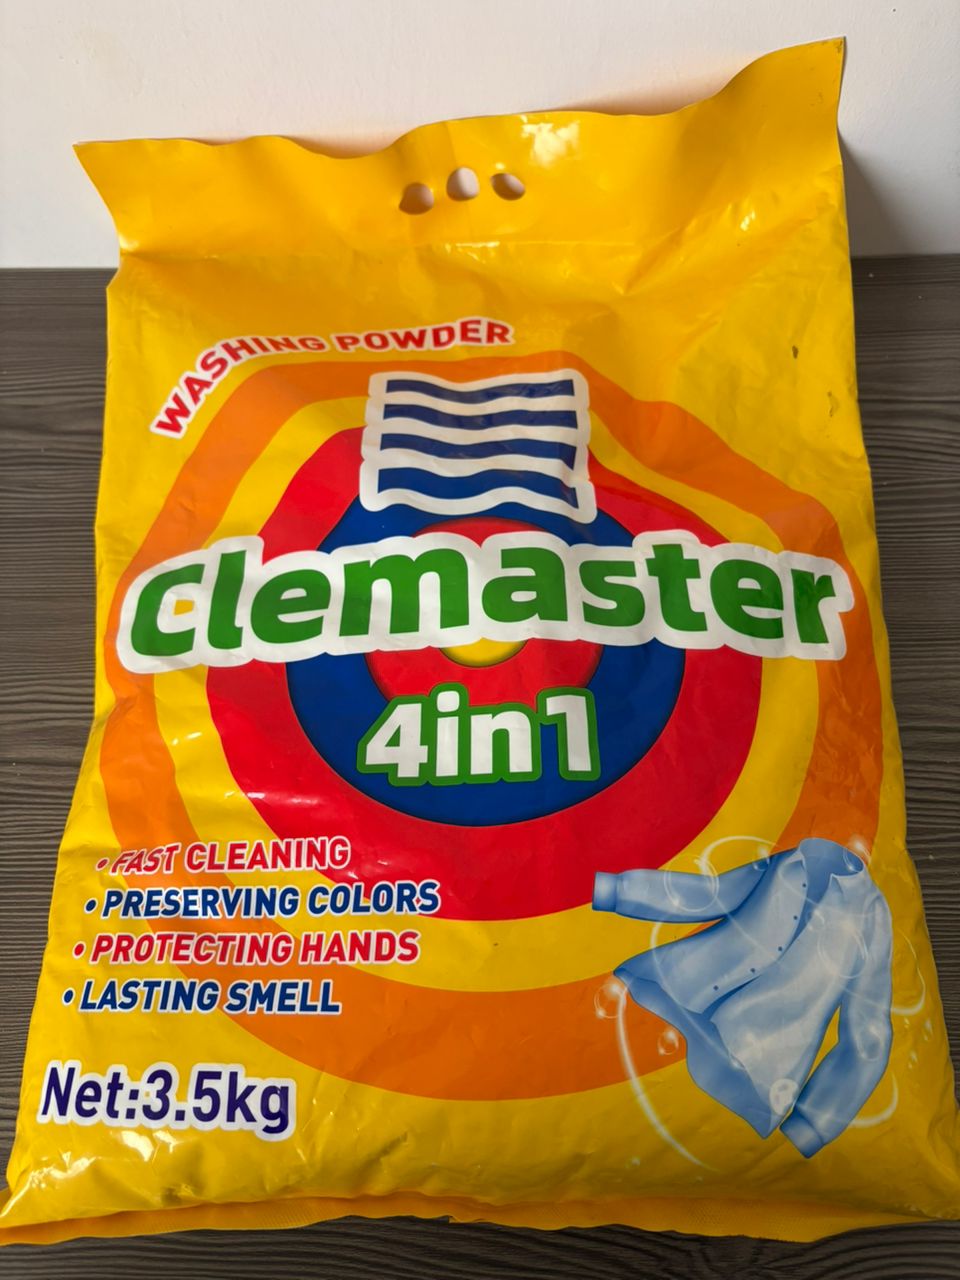 WASHING POWDER
Clemaster
4in1
• FAST CLEANING
• PRESERVING COLORS
• PROTECTING HANDS
• LASTING SMELL
Net:3.5kg